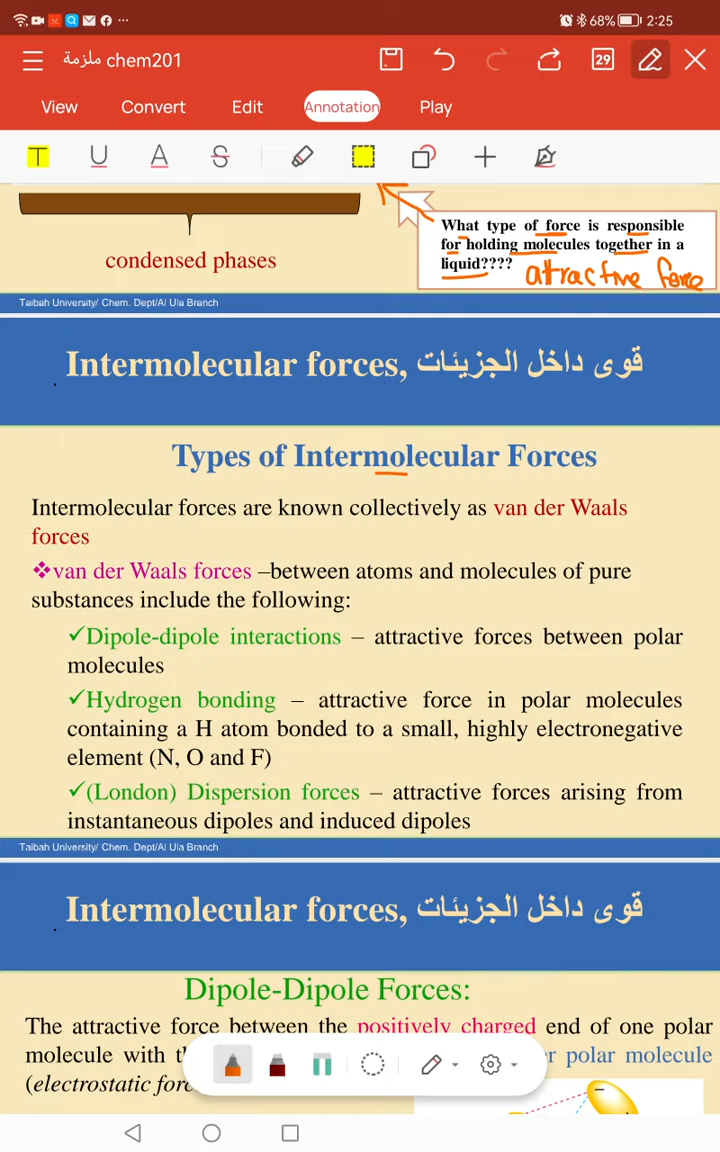 68% 2:25
ملزمة chem201
29
View Convert Edit Annotation Play
T U A S
What type of force is responsible
for holding molecules together in a
liquid????
attractive force
condensed phases
Taibah University/ Chem. Dept/Al Ula Branch
Intermolecular forces, قوى داخل الجزيئات
Types of Intermolecular Forces
Intermolecular forces are known collectively as van der Waals
forces
❖van der Waals forces –between atoms and molecules of pure
substances include the following:
✓Dipole-dipole interactions – attractive forces between polar
molecules
✓Hydrogen bonding – attractive force in polar molecules
containing a H atom bonded to a small, highly electronegative
element (N, O and F)
✓(London) Dispersion forces – attractive forces arising from
instantaneous dipoles and induced dipoles
Taibah University/ Chem. Dept/Al Ula Branch
Intermolecular forces, قوى داخل الجزيئات
Dipole-Dipole Forces:
The attractive force between the positively charged end of one polar
molecule with polar molecule
(electrostatic